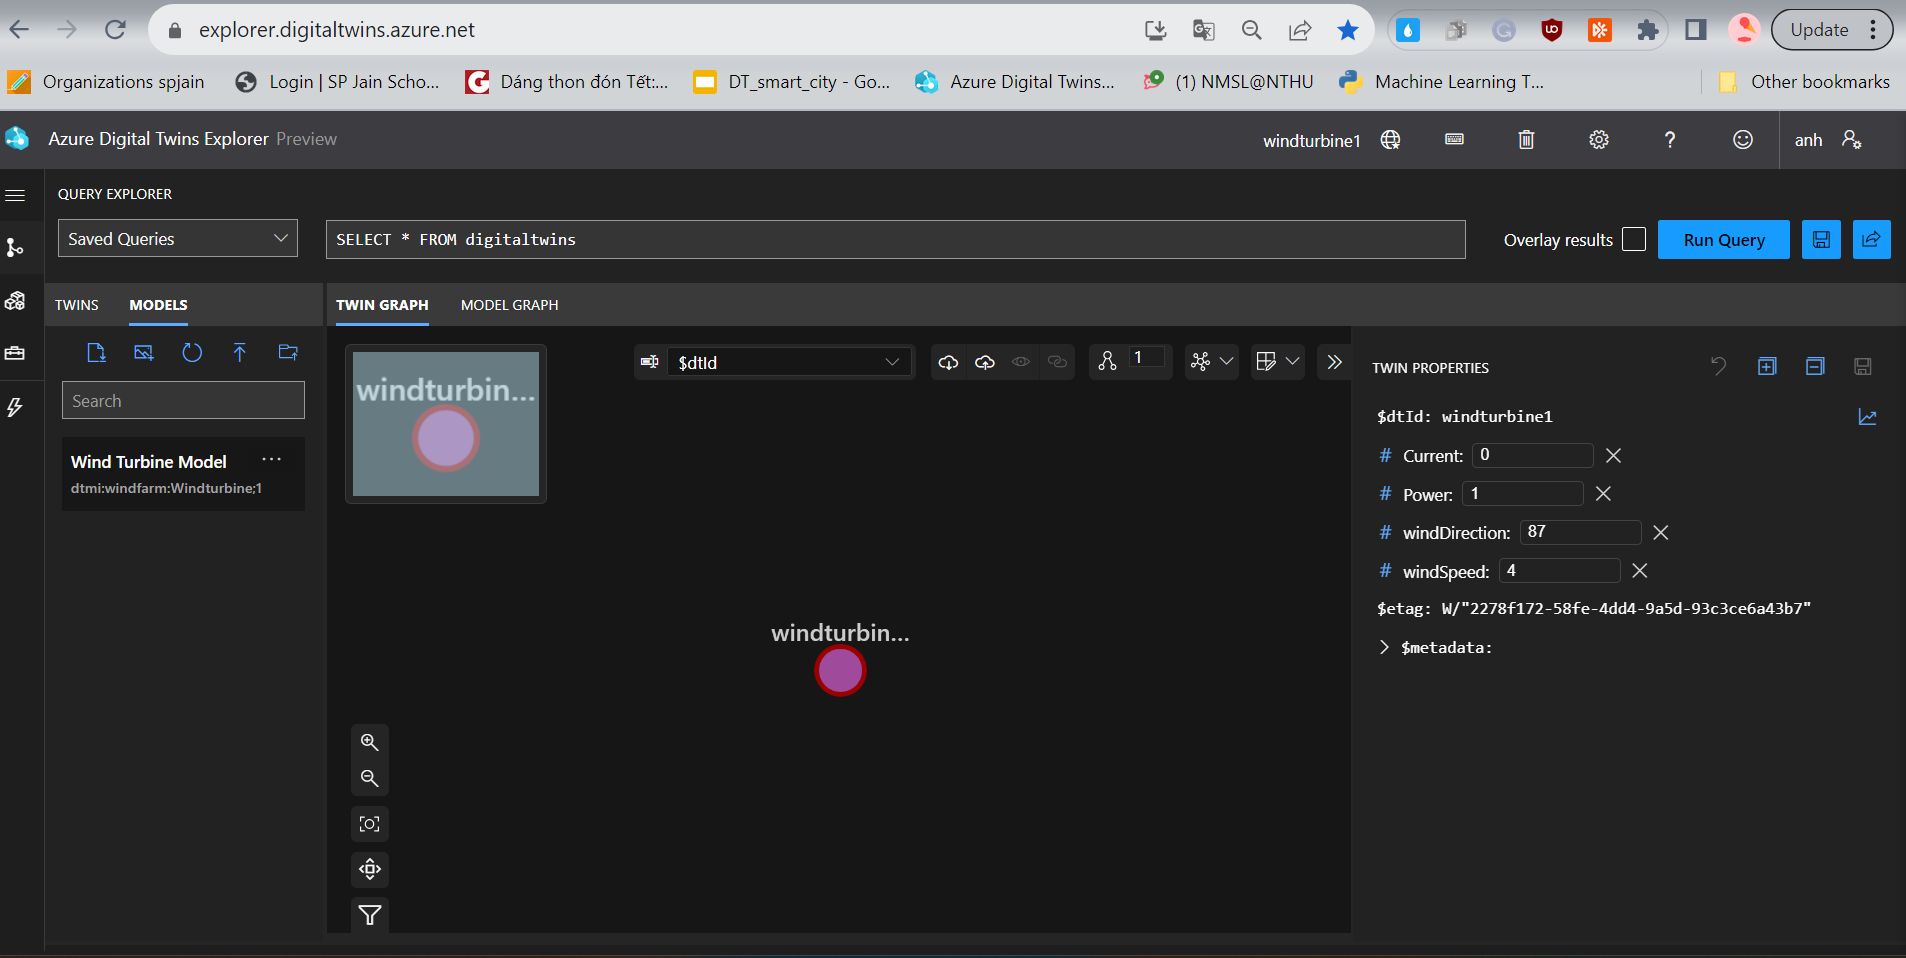 explorer.digitaltwins.azure.net
Update
Organizations spjain
Login | SP Jain Scho...
Dáng thon đón Tết:...
DT_smart_city - Go...
Azure Digital Twins...
(1) NMSL@NTHU
Machine Learning T...
Other bookmarks
Azure Digital Twins Explorer Preview
windturbine1
?
anh
QUERY EXPLORER
Saved Queries
SELECT * FROM digitaltwins
Overlay results
Run Query
TWINS
MODELS
TWIN GRAPH
MODEL GRAPH
Search
Wind Turbine Model ...
dtmi:windfarm:Windturbine;1
windturbin...
$dtId
1
windturbin...
TWIN PROPERTIES
$dtId: windturbine1
# Current: 0
# Power: 1
# windDirection: 87
# windSpeed: 4
$etag: W/"2278f172-58fe-4dd4-9a5d-93c3ce6a43b7"
$metadata: